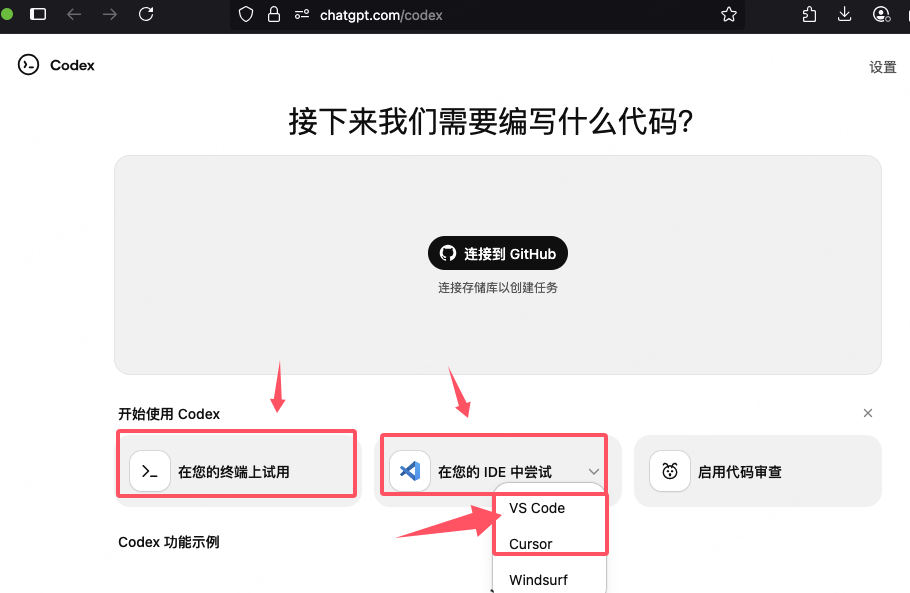 chatgpt.com/codex
Codex
设置
接下来我们需要编写什么代码?
连接到 GitHub
连接存储库以创建任务
开始使用 Codex
在您的终端上试用
在您的 IDE 中尝试
启用代码审查
VS Code
Cursor
Windsurf
Codex 功能示例